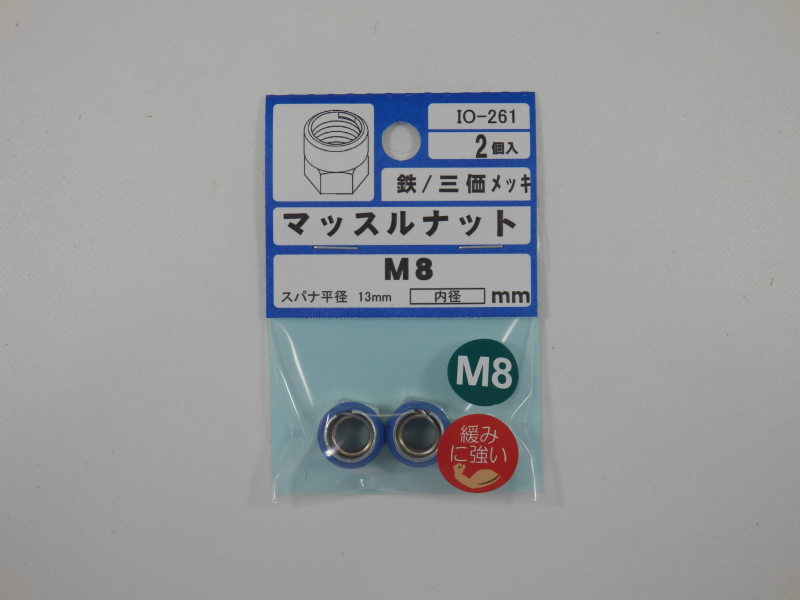 IO-261
2個入
鉄/三価メッキ
マッスルナット
M8
スパナ平径 13mm 内径 mm
M8
緩み
に強い